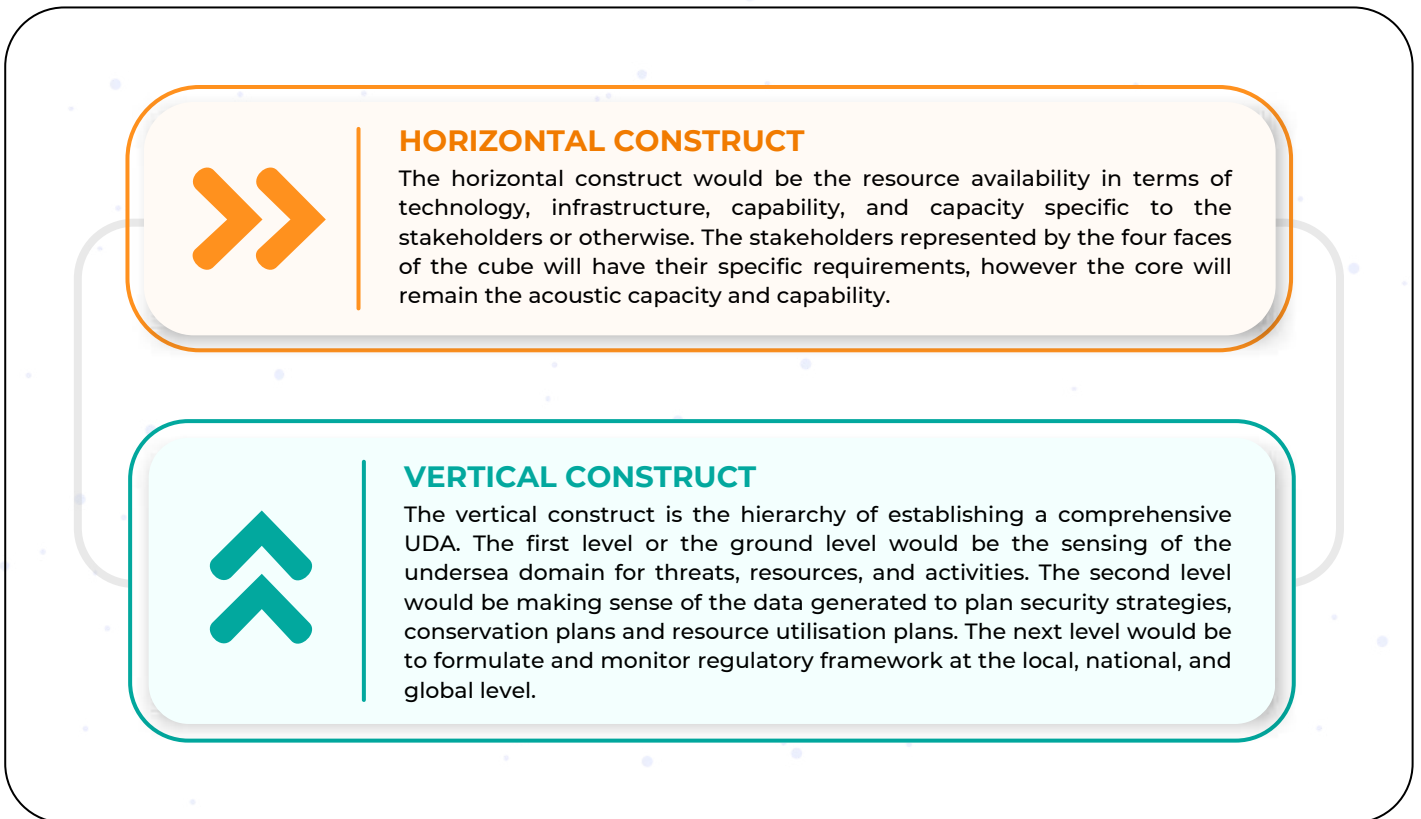 HORIZONTAL CONSTRUCT
The horizontal construct would be the resource availability in terms of
technology, infrastructure, capability, and capacity specific to the
stakeholders or otherwise. The stakeholders represented by the four faces
of the cube will have their specific requirements, however the core will
remain the acoustic capacity and capability.
VERTICAL CONSTRUCT
The vertical construct is the hierarchy of establishing a comprehensive
UDA. The first level or the ground level would be the sensing of the
undersea domain for threats, resources, and activities. The second level
would be making sense of the data generated to plan security strategies,
conservation plans and resource utilisation plans. The next level would be
to formulate and monitor regulatory framework at the local, national, and
global level.